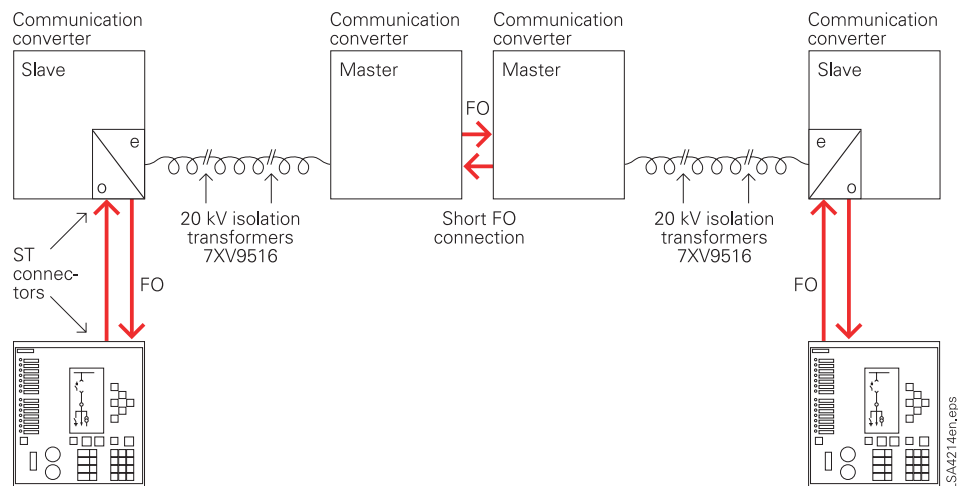 Communication
converter
Slave
e
o
Communication
converter
Master
Communication
converter
Master
FO
Communication
converter
Slave
e
o
20 kV isolation
transformers
7XV9516
Short FO
connection
20 kV isolation
transformers
7XV9516
ST
connec-
tors
FO
FO
LSA4214en.eps